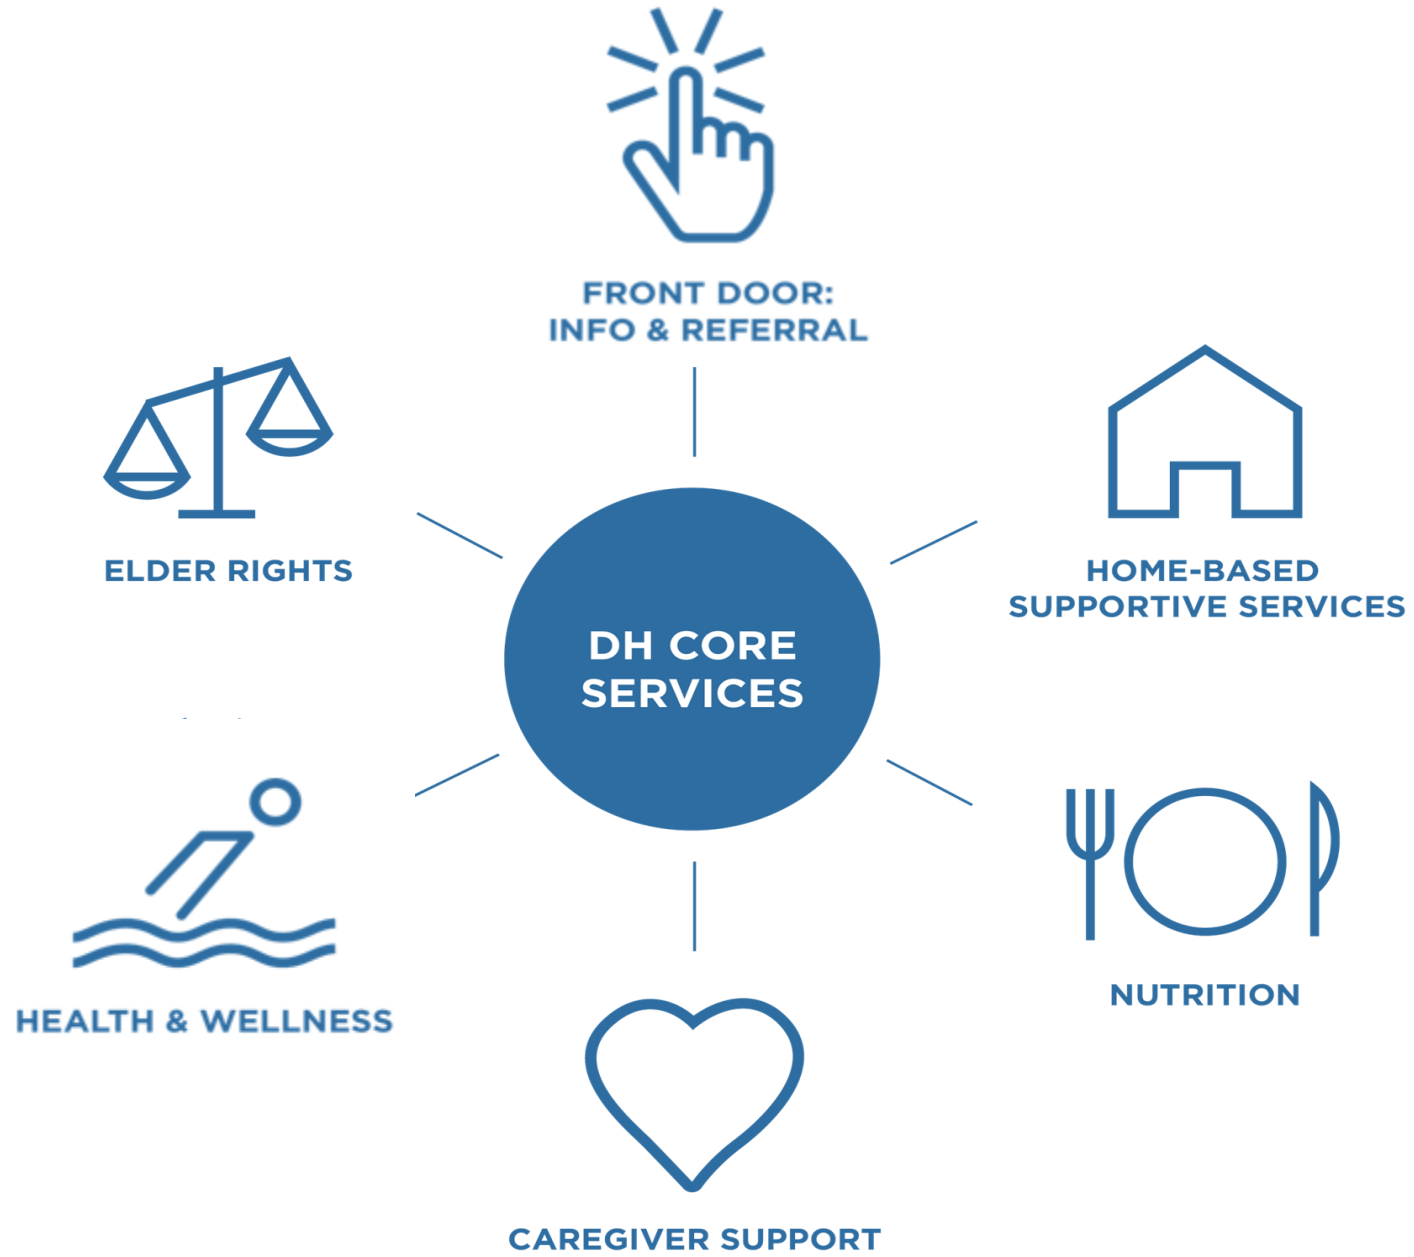 FRONT DOOR:
INFO & REFERRAL
ELDER RIGHTS
HOME-BASED
SUPPORTIVE SERVICES
DH CORE
SERVICES
HEALTH & WELLNESS
NUTRITION
CAREGIVER SUPPORT